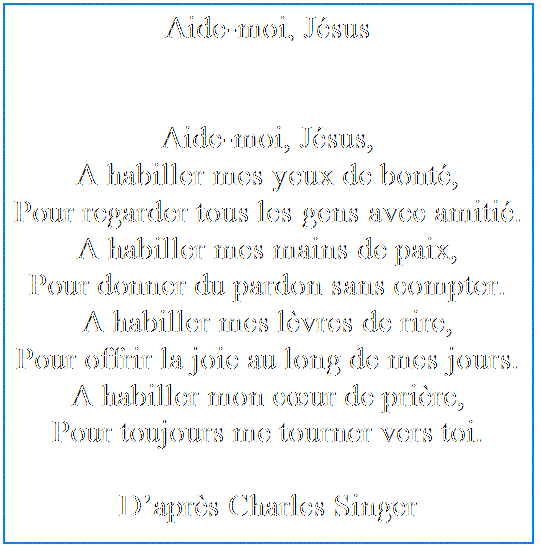 Aide-moi, Jésus
Aide-moi, Jésus,
A habiller mes yeux de bonté,
Pour regarder tous les gens avec amitié.
A habiller mes mains de paix,
Pour donner du pardon sans compter.
A habiller mes lèvres de rire,
Pour offrir la joie au long de mes jours.
A habiller mon cœur de prière,
Pour toujours me tourner vers toi.
D’après Charles Singer